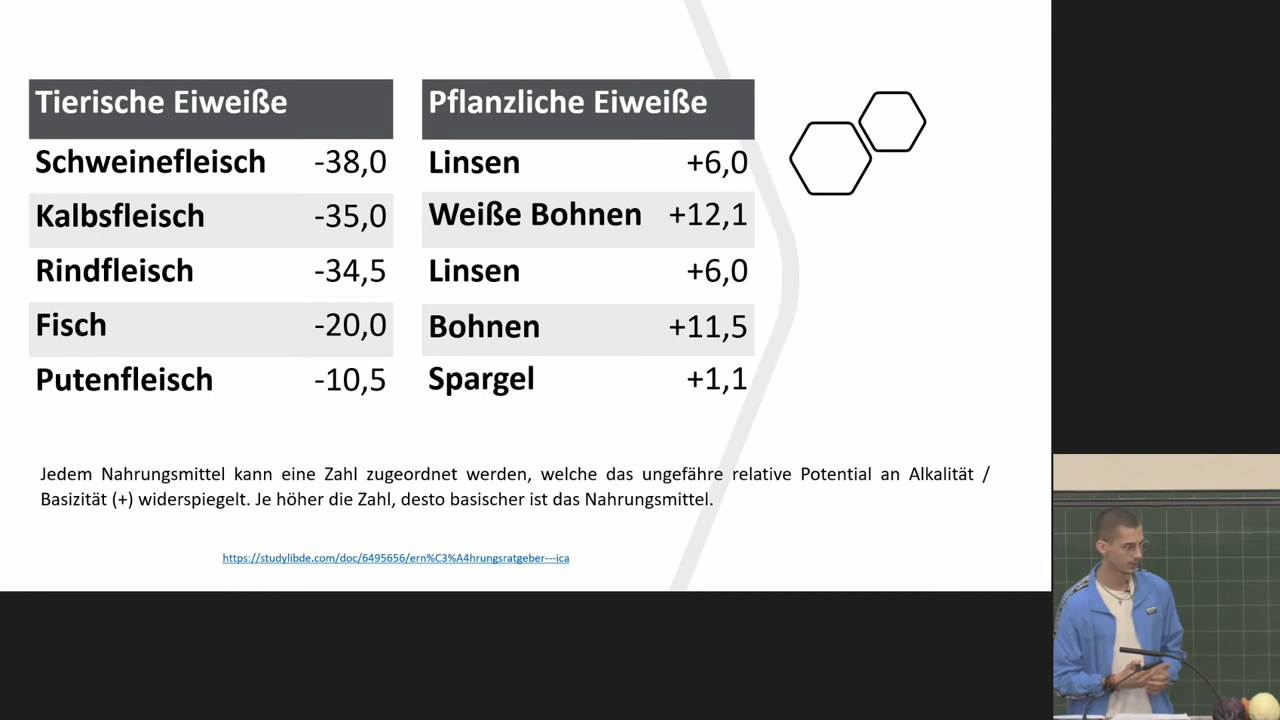 Tierische Eiweiße
Schweinefleisch -38,0
Kalbsfleisch -35,0
Rindfleisch -34,5
Fisch -20,0
Putenfleisch -10,5
Pflanzliche Eiweiße
Linsen +6,0
Weiße Bohnen +12,1
Linsen +6,0
Bohnen +11,5
Spargel +1,1
Jedem Nahrungsmittel kann eine Zahl zugeordnet werden, welche das ungefähre relative Potential an Alkalität /
Basizität (+) widerspiegelt. Je höher die Zahl, desto basischer ist das Nahrungsmittel.
https://studylibde.com/doc/6495656/ern%C3%A4hrungsratgeber---ica